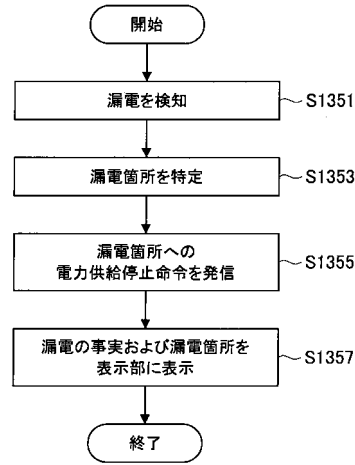 開始
漏電を検知
S1351
漏電箇所を特定
S1353
漏電箇所への
電力供給停止命令を発信
S1355
漏電の事実および漏電箇所を
表示部に表示
S1357
終了